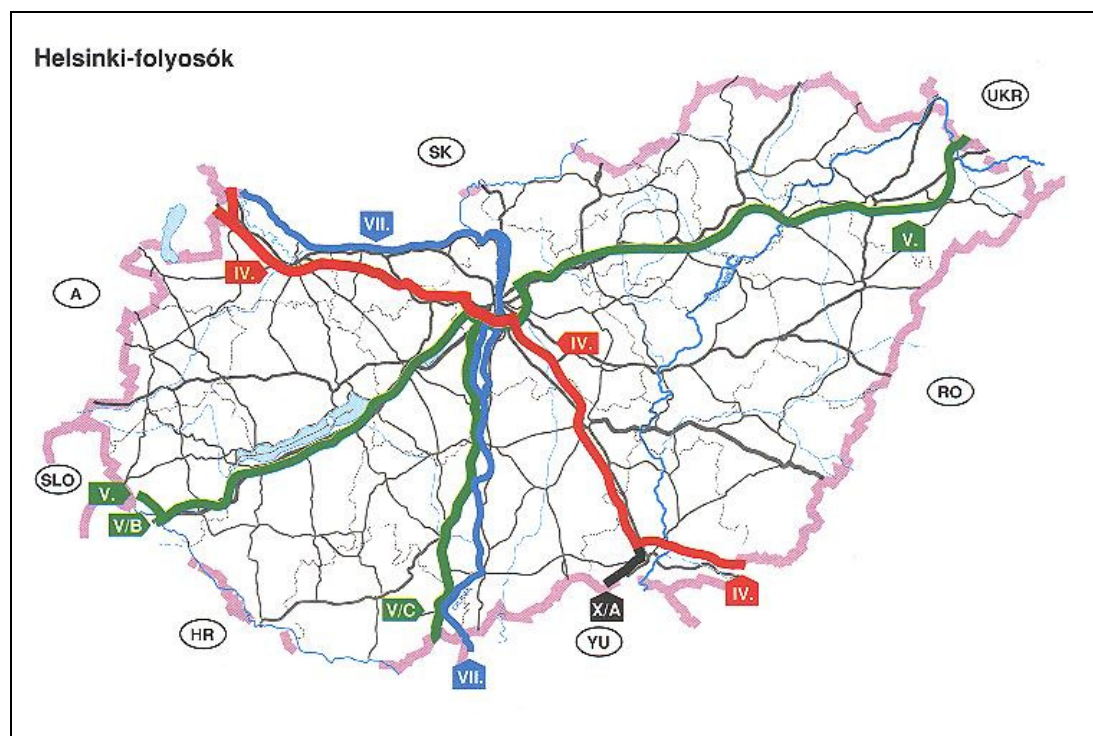 Helsinki-folyosók
UKR
SK
VII.
V.
IV.
A
IV.
RO
SLO
V.
V/B
IV.
V/C
X/A
HR
YU
VII.